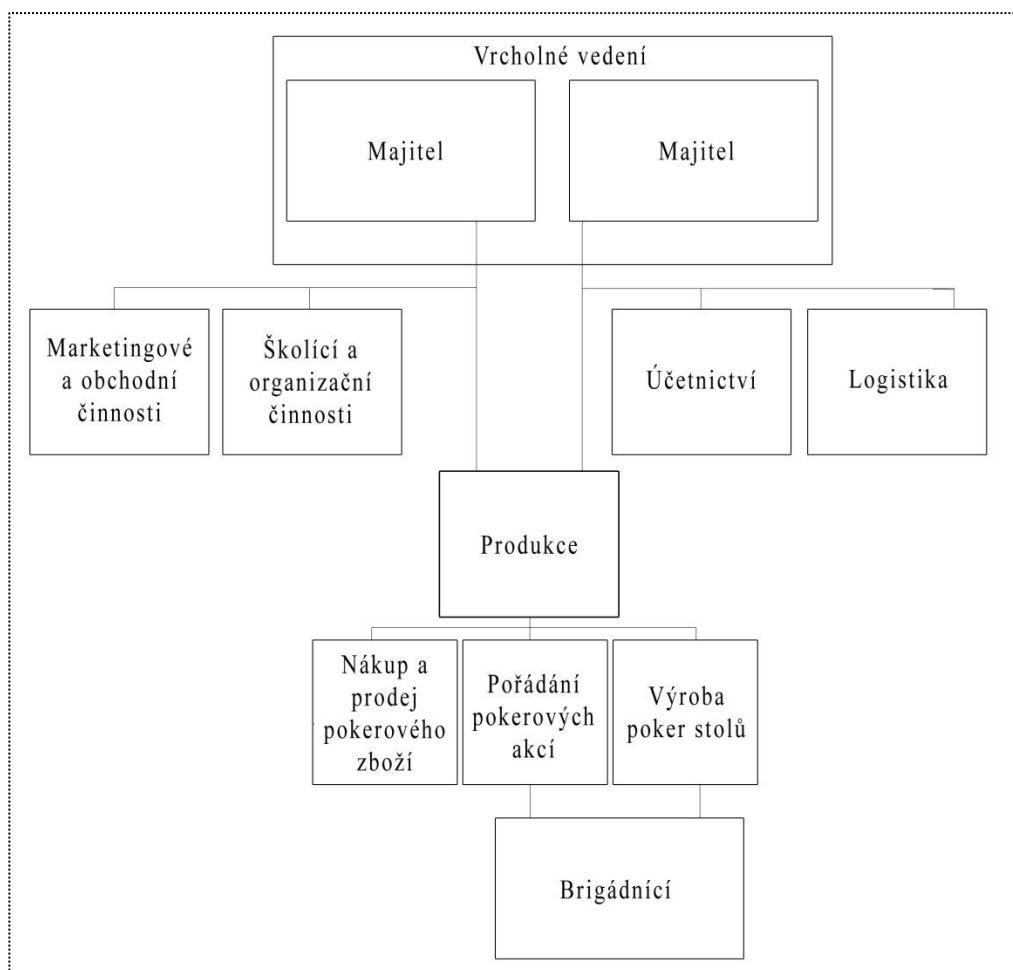 Vrcholné vedení
Majitel
Majitel
Marketingové
a obchodní
činnosti
Školící a
organizační
činnosti
Účetnictví
Logistika
Produkce
Nákup a
prodej
pokerového
zboží
Pořádání
pokerových
akcí
Výroba
poker stolů
Brigádnící